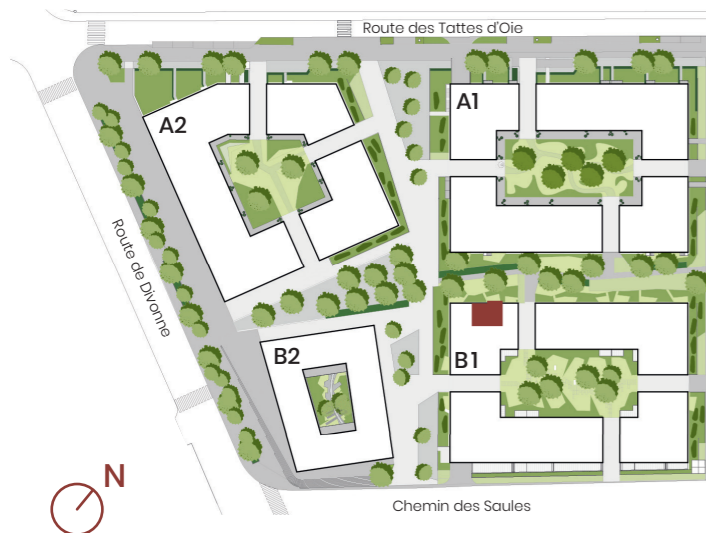 Route des Tattes d'Oie
A2
A1
Route de Divonne
B2
B1
N
Chemin des Saules